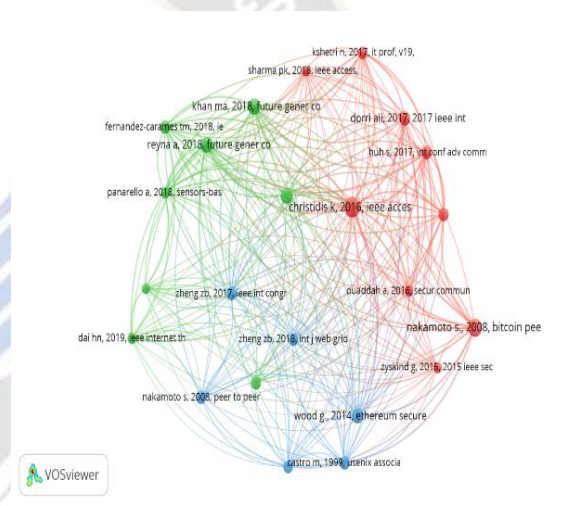 kshetri n, 2017, it prof, v19,
sharma pk, 2018, ieee access,
khan ma, 2018, future gener co
dorri ali, 2017, 2017 ieee int
fernandez-carames tm, 2018, ie
reyna a, 2018, future gener co
huh s, 2017, int conf adv comm
panarello a, 2018, sensors-bas
christidis k, 2016, ieee acces
zheng zb, 2017, ieee int congr
ouaddah a, 2016, secur commun
nakamoto s., 2008, bitcoin pee
dai hn, 2019, ieee internet th
zheng zb, 2018, int j web grid
zyskind g, 2015, 2015 ieee sec
nakamoto s, 2008, peer to peer
wood g., 2014, ethereum secure
castro m, 1999, usenix associa
VOSviewer